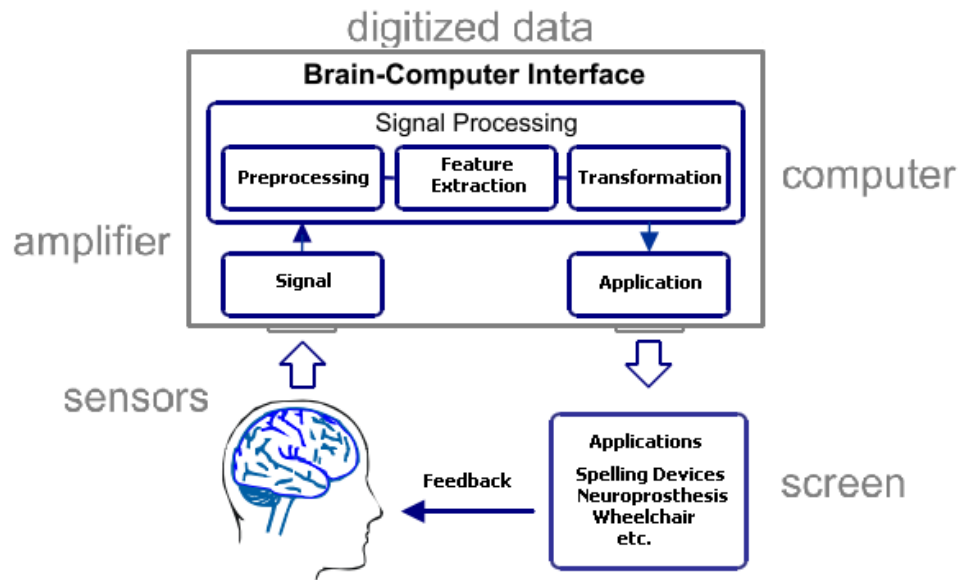 digitized data
Brain-Computer Interface
Signal Processing
Preprocessing
Feature
Extraction
Transformation
computer
amplifier
Signal
Application
sensors
Feedback
Applications
Spelling Devices
Neuroprosthesis
Wheelchair
etc.
screen